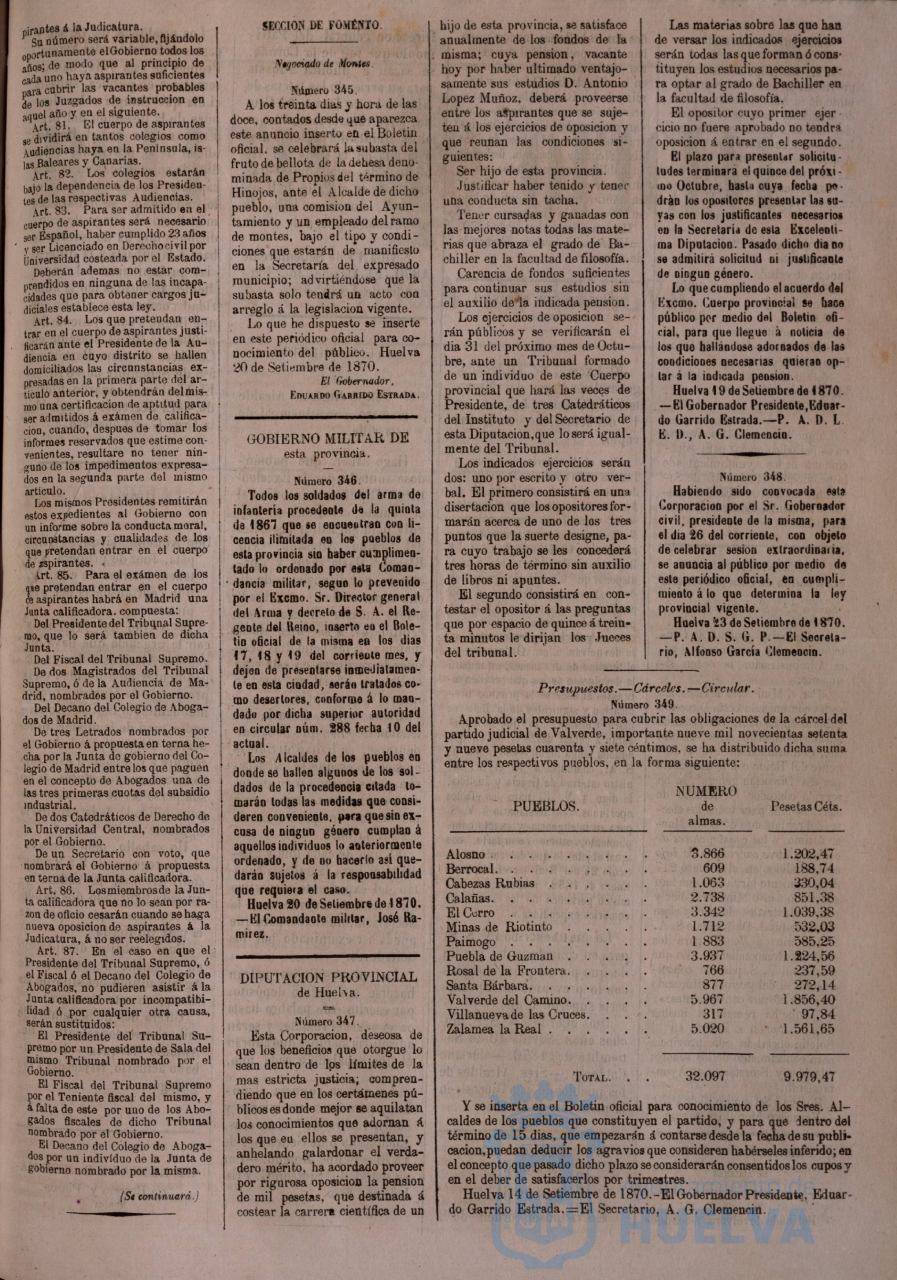 pirantes á la Judicatura.
Su número será variable, fijándolo
oportunamente el Gobierno todos los
años; de modo que al principio de
cada uno haya aspirantes suficientes
para cubrir las vacantes probables
de los Juzgados de instruccion en
aquel año y en el siguiente.
Art. 81. El cuerpo de aspirantes
se dividirá en tantos colegios como
Audiencias haya en la Península, is-
las Baleares y Canarias.
Art. 82. Los colegios estarán
bajo la dependencia de los Presiden-
tes de las respectivas Audiencias.
Art. 83. Para ser admitido en el
cuerpo de aspirantes será necesario
ser Español, haber cumplido 23 años
y ser Licenciado en Derecho civil por
Universidad costeada por el Estado.
Deberán ademas no estar com-
prendidos en ninguna de las incapa-
cidades que para obtener cargos ju-
diciales establece esta ley.
Art. 84. Los que pretendan en-
trar en el cuerpo de aspirantes justi-
ficarán ante el Presidente de la Au-
diencia en cuyo distrito se hallen
domiciliados las circunstancias ex-
presadas en la primera parte del ar-
tículo anterior, y obtendrán del mis-
mo una certificacion de aptitud para
ser admitidos á exámen de califica-
cion, cuando, despues de tomar los
informes reservados que estime con-
venientes, resultare no tener nin-
guno de los impedimentos expresa-
dos en la segunda parte del mismo
artículo.
Los mismos Presidentes remitirán
estos expedientes al Gobierno con
un informe sobre la conducta moral,
circunstancias y cualidades de los
que pretendan entrar en el cuerpo
de aspirantes.
Art. 85. Para el exámen de los
que pretendan entrar en el cuerpo
de aspirantes habrá en Madrid una
Junta calificadora. compuesta:
Del Presidente del Tribunal Supre-
mo, que lo será tambien de dicha
Junta.
Del Fiscal del Tribunal Supremo.
De dos Magistrados del Tribunal
Supremo, ó de la Audiencia de Ma-
drid, nombrados por el Gobierno.
Del Decano del Colegio de Aboga-
dos de Madrid.
De tres Letrados nombrados por
el Gobierno á propuesta en terna he-
cha por la Junta de gobierno del Co-
legio de Madrid entre los que paguen
en el concepto de Abogados una de
las tres primeras cuotas del subsidio
industrial.
De dos Catedráticos de Derecho de
la Universidad Central, nombrados
por el Gobierno.
De un Secretario con voto, que
nombrará el Gobierno á propuesta
en terna de la Junta calificadora.
Art. 86. Los miembros de la Jun-
ta calificadora que no lo sean por ra-
zon de oficio cesarán cuando se haga
nueva oposicion de aspirantes á la
Judicatura, á no ser reelegidos.
Art. 87. En el caso en que el
Presidente del Tribunal Supremo, ó
el Fiscal ó el Decano del Colegio de
Abogados, no pudieren asistir á la
Junta calificadora por incompatibi-
lidad ó por cualquier otra causa,
serán sustituidos:
El Presidente del Tribunal Su-
premo por un Presidente de Sala del
mismo Tribunal nombrado por el
Gobierno.
El Fiscal del Tribunal Supremo
por el Teniente fiscal del mismo, y
á falta de este por uno de los Abo-
gados fiscales de dicho Tribunal
nombrado por el Gobierno.
El Decano del Colegio de Aboga-
dos por un indivíduo de la Junta de
gobierno nombrado por la misma.
(Se continuará.)
SECCION DE FOMENTO.
Negociado de Montes.
Número 345.
A los treinta dias y hora de las
doce, contados desde que aparezca
este anuncio inserto en el Boletin
oficial, se celebrará la subasta del
fruto de bellota de la dehesa deno-
minada de Propios del término de
Hinojos, ante el Alcalde de dicho
pueblo, una comision del Ayun-
tamiento y un empleado del ramo
de montes, bajo el tipo y condi-
ciones que estarán de manifiesto
en la Secretaría del expresado
municipio; advirtiéndose que la
subasta solo tendrá un acto con
arreglo á la legislacion vigente.
Lo que he dispuesto se inserte
en este periódico oficial para co-
nocimiento del público. Huelva
20 de Setiembre de 1870.
El Gobernador,
EDUARDO GARRIDO ESTRADA.
GOBIERNO MILITAR DE
esta provincia.
Número 346.
Todos los soldados del arma de
infantería procedente de la quinta
de 1867 que se encuentran con li-
cencia ilimitada en los pueblos de
esta provincia sin haber cumplimen-
tado lo ordenado por esta Coman-
dancia militar, segun lo prevenido
por el Excmo. Sr. Director general
del Arma y decreto de S. A. el Re-
gente del Reino, inserto en el Bole-
tin oficial de la misma en los dias
17, 18 y 19 del corriente mes, y
dejen de presentarse inmediatamen-
te en esta ciudad, serán tratados co-
mo desertores, conforme á lo man-
dado por dicha superior autoridad
en circular núm. 288 fecha 10 del
actual.
Los Alcaldes de los pueblos en
donde se hallen algunos de los sol-
dados de la procedencia citada to-
marán todas las medidas que consi-
deren conveniente, para que sin ex-
cusa de ningun género cumplan á
aquellos individuos lo anteriormente
ordenado, y de no hacerlo asi que-
darán sujetos á la responsabilidad
que requiera el caso.
Huelva 20 de Setiembre de 1870.
—El Comandante militar, José Ra-
mirez.
DIPUTACION PROVINCIAL
de Huelva.
Número 347.
Esta Corporacion, deseosa de
que los beneficios que otorgue lo
sean dentro de los límites de la
mas estricta justicia; compren-
diendo que en los certámenes pú-
blicos es donde mejor se aquilatan
los conocimientos que adornan á
los que en ellos se presentan, y
anhelando galardonar el verda-
dero mérito, ha acordado proveer
por rigurosa oposicion la pension
de mil pesetas, que destinada á
costear la carrera científica de un
hijo de esta provincia, se satisface
anualmente de los fondos de la
misma; cuya pension, vacante
hoy por haber ultimado ventajo-
samente sus estudios D. Antonio
Lopez Muñoz, deberá proveerse
entre los aspirantes que se suje-
ten á los ejercicios de oposicion y
que reunan las condiciones si-
guientes:
Ser hijo de esta provincia.
Justificar haber tenido y tener
una conducta sin tacha.
Tener cursadas y ganadas con
las mejores notas todas las mate-
rias que abraza el grado de Ba-
chiller en la facultad de filosofía.
Carencia de fondos suficientes
para continuar sus estudios sin
el auxilio de la indicada pension.
Los ejercicios de oposicion se-
rán públicos y se verificarán el
dia 31 del próximo mes de Octu-
bre, ante un Tribunal formado
de un individuo de este Cuerpo
provincial que hará las veces de
Presidente, de tres Catedráticos
del Instituto y del Secretario de
esta Diputacion, que lo será igual-
mente del Tribunal.
Los indicados ejercicios serán
dos: uno por escrito y otro ver-
bal. El primero consistirá en una
disertacion que los opositores for-
marán acerca de uno de los tres
puntos que la suerte designe, pa-
ra cuyo trabajo se les concederá
tres horas de término sin auxilio
de libros ni apuntes.
El segundo consistirá en con-
testar el opositor á las preguntas
que por espacio de quince á trein-
ta minutos le dirijan los Jueces
del tribunal.
Las materias sobre las que han
de versar los indicados ejercicios
serán todas las que forman ó cons-
tituyen los estudios necesarios pa-
ra optar al grado de Bachiller en
la facultad de filosofía.
El opositor cuyo primer ejer-
cicio no fuere aprobado no tendrá
oposicion á entrar en el segundo.
El plazo para presentar solicitu-
tudes terminará el quince del próxi-
mo Octubre, hasta cuya fecha po-
drán los opositores presentar las su-
yas con los justificantes necesarios
en la Secretaría de esta Excelentí-
tima Diputacion. Pasado dicho dia no
se admitirá solicitud ni justificante
de ningun género.
Lo que cumpliendo el acuerdo del
Excmo. Cuerpo provincial se hace
público por medio del Boletin ofi-
cial, para que llegue á noticia de
los que hallándose adornados de las
condiciones necesarias quieran op-
tar á la indicada pension.
Huelva 19 de Setiembre de 1870.
—El Gobernador Presidente, Eduar-
do Garrido Estrada.—P. A. D. L.
E. D., A. G. Clemencin.
Número 348.
Habiendo sido convocada esta
Corporacion por el Sr. Gobernador
civil, presidente de la misma, para
el dia 26 del corriente, con objeto
de celebrar sesion extraordinaria,
se anuncia al público por medio de
este periódico oficial, en cumpli-
miento á lo que determina la ley
provincial vigente.
Huelva 23 de Setiembre de 1870.
—P. A. D. S. G. P.—El Secreta-
rio, Alfonso García Clemencin.
Presupuestos.—Cárceles.—Circular.
Número 349.
Aprobado el presupuesto para cubrir las obligaciones de la cárcel del
partido judicial de Valverde, importante nueve mil novecientas setenta
y nueve pesetas cuarenta y siete céntimos, se ha distribuido dicha suma
entre los respectivos pueblos, en la forma siguiente:
PUEBLOS. NUMERO de almas. Pesetas Céts.
Alosno . . . . . . . . 3.866 1.202,47
Berrocal. . . . . . . . 609 188,74
Cabezas Rubias . . . . . 1.063 330,04
Calañas. . . . . . . . 2.738 851,38
El Cerro . . . . . . . 3.342 1.039,38
Minas de Riotinto . . . . . 1.712 532,03
Paimogo . . . . . . . 1 883 585,25
Puebla de Guzman . . . . . 3.937 1.224,56
Rosal de la Frontera. . . . . 766 237,59
Santa Bárbara. . . . . . 877 272,14
Valverde del Camino. . . . . 5.967 1.856,40
Villanueva de las Cruces. . . . 317 97,84
Zalamea la Real . . . . . . 5.020 1.561,65
TOTAL. . . 32.097 9.979,47
Y se inserta en el Boletin oficial para conocimiento de los Sres. Al-
caldes de los pueblos que constituyen el partido, y para que dentro del
término de 15 dias, que empezarán á contarse desde la fecha de su publi-
cacion, puedan deducir los agravios que consideren habérseles inferido; en
el concepto que pasado dicho plazo se considerarán consentidos los cupos y
en el deber de satisfacerlos por trimestres.
Huelva 14 de Setiembre de 1870.-El Gobernador Presidente, Eduar-
do Garrido Estrada.=El Secretario, A. G. Clemencin.
HUELVA